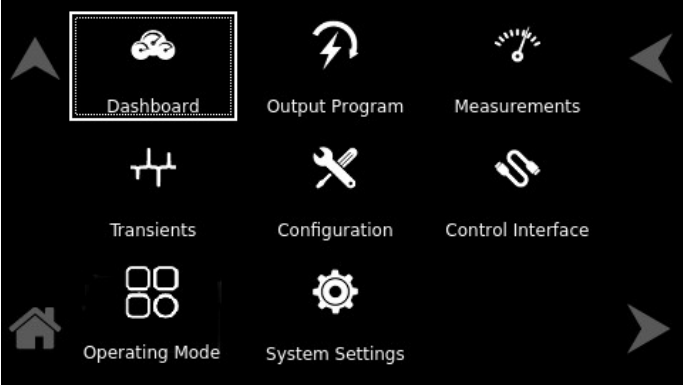 Dashboard
Output Program
Measurements
Transients
Configuration
Control Interface
Operating Mode
System Settings